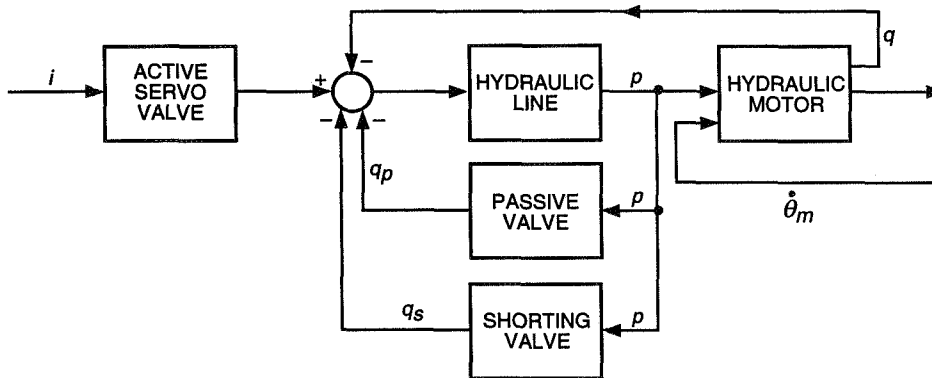 q
i
ACTIVE
SERVO
VALVE
−
+
−
−
HYDRAULIC
LINE
p
HYDRAULIC
MOTOR
q_p
PASSIVE
VALVE
p
θ̇_m
q_s
SHORTING
VALVE
p